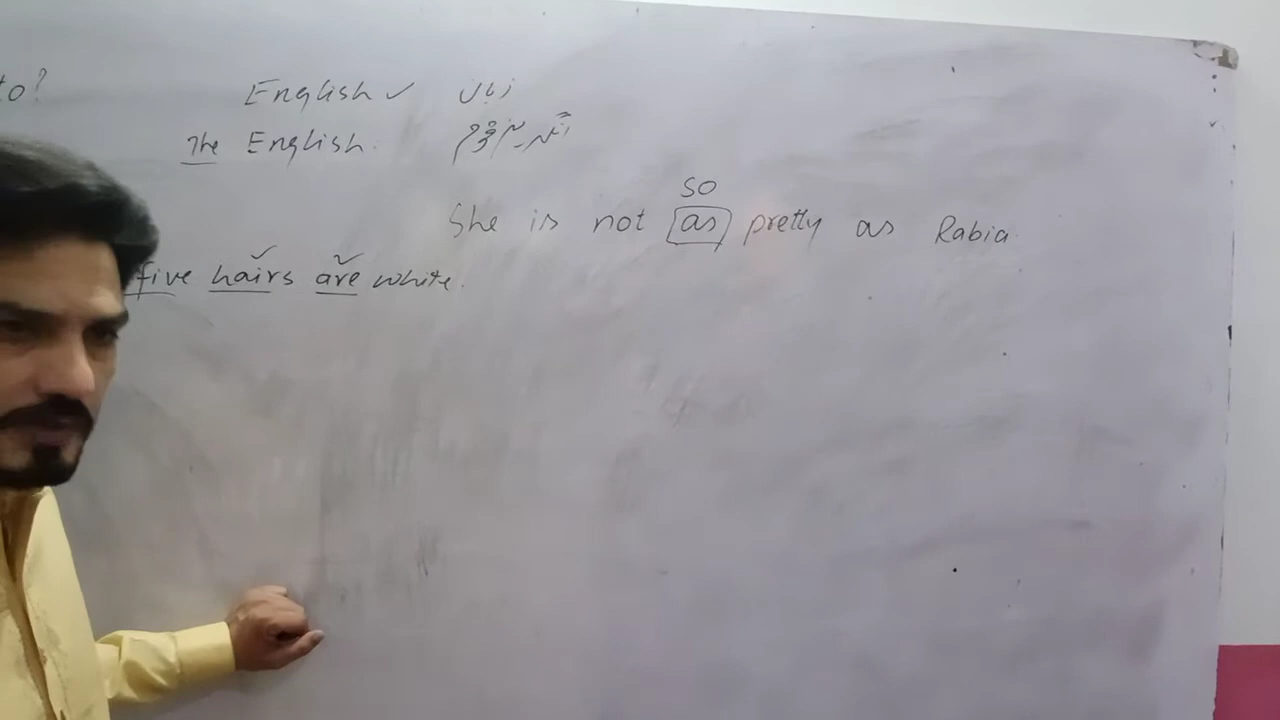 to?
English ✓ زبان
The English. انگریز قوم
so
She is not as pretty as Rabia.
five hairs are white.